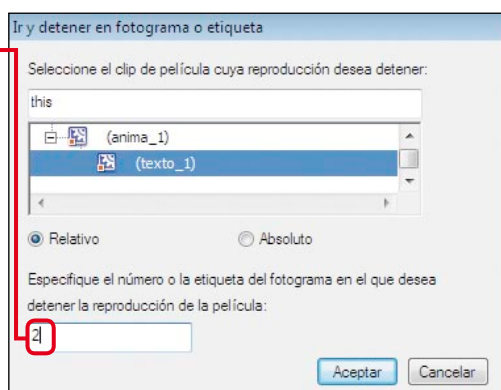 Ir y detener en fotograma o etiqueta
Seleccione el clip de película cuya reproducción desea detener:
this
(anima_1)
(texto_1)
Relativo
Absoluto
Especifique el número o la etiqueta del fotograma en el que desea
detener la reproducción de la película:
2
Aceptar
Cancelar